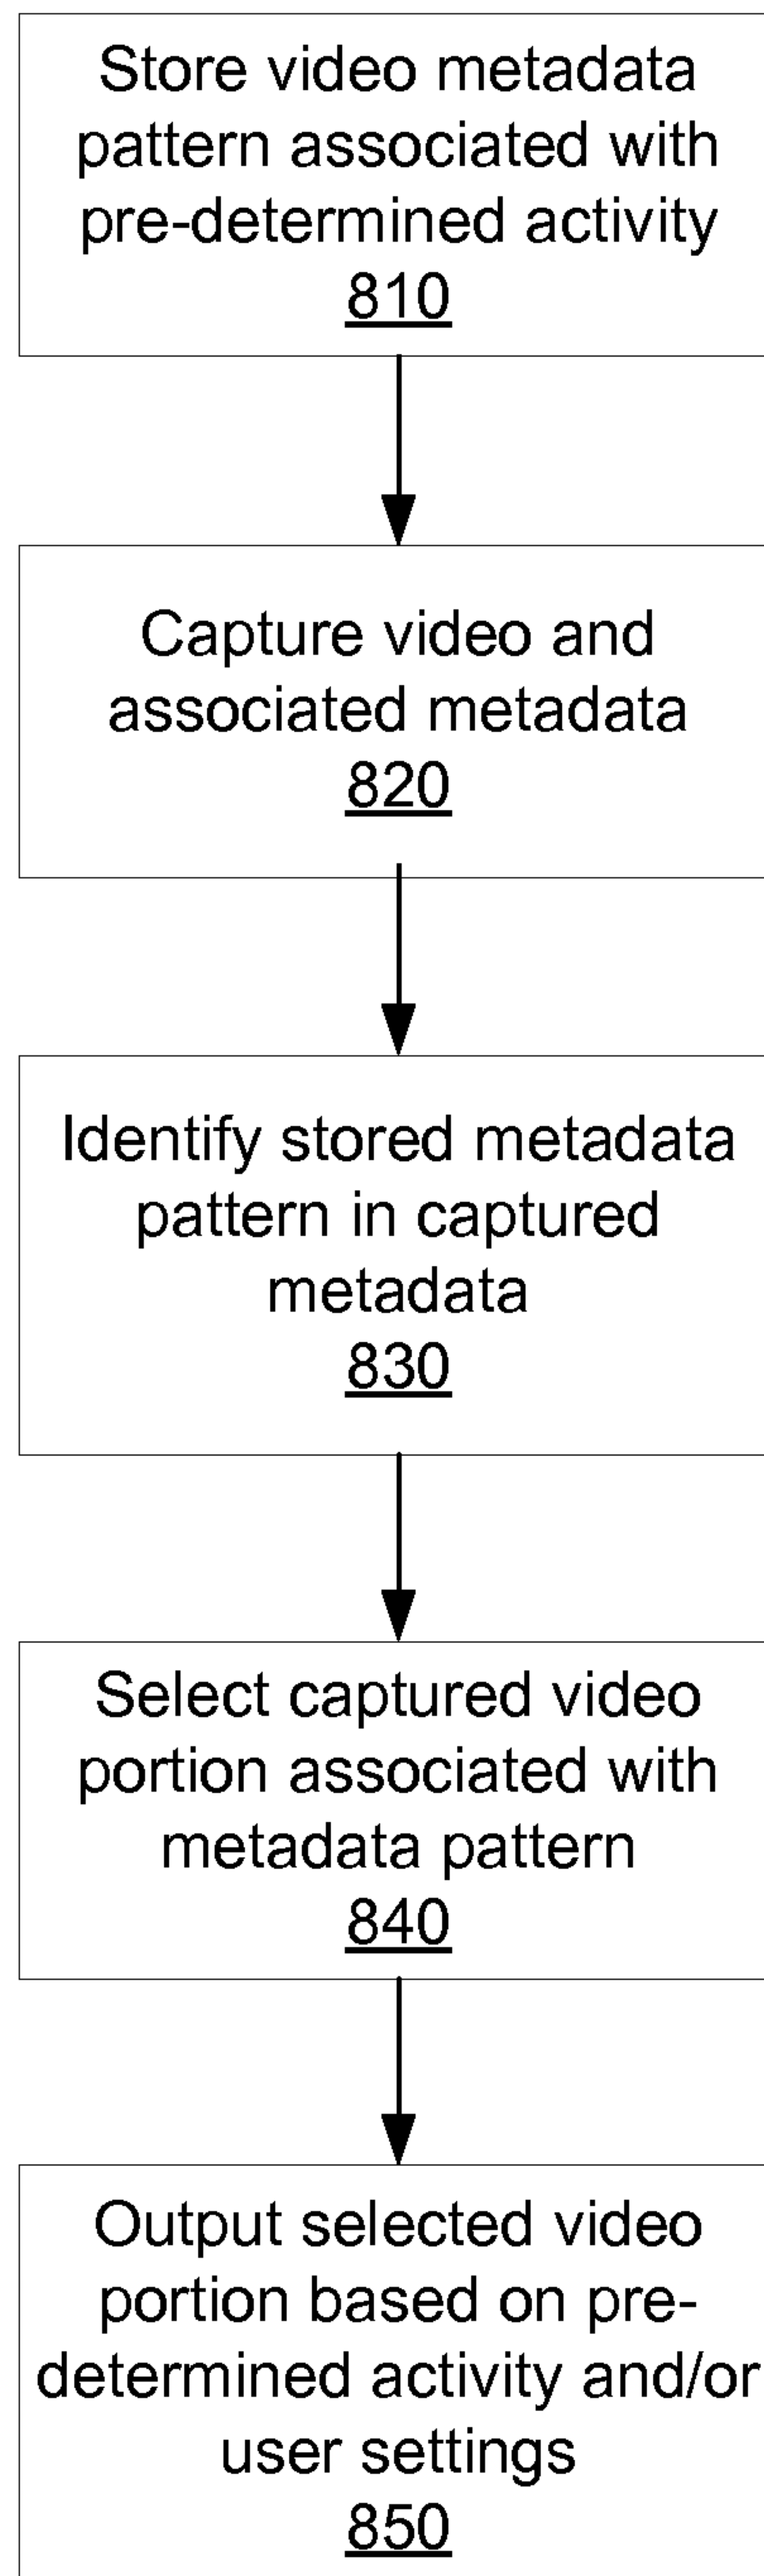 Store video metadata
pattern associated with
pre-determined activity
810
Capture video and
associated metadata
820
Identify stored metadata
pattern in captured
metadata
830
Select captured video
portion associated with
metadata pattern
840
Output selected video
portion based on pre-
determined activity and/or
user settings
850